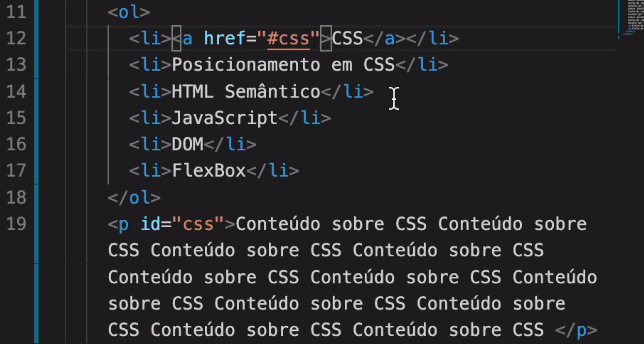 11 <ol>
12 <li><a href="#css">CSS</a></li>
13 <li>Posicionamento em CSS</li>
14 <li>HTML Semântico</li>
15 <li>JavaScript</li>
16 <li>DOM</li>
17 <li>FlexBox</li>
18 </ol>
19 <p id="css">Conteúdo sobre CSS Conteúdo sobre
CSS Conteúdo sobre CSS Conteúdo sobre CSS
Conteúdo sobre CSS Conteúdo sobre CSS Conteúdo
sobre CSS Conteúdo sobre CSS Conteúdo sobre
CSS Conteúdo sobre CSS Conteúdo sobre CSS </p>